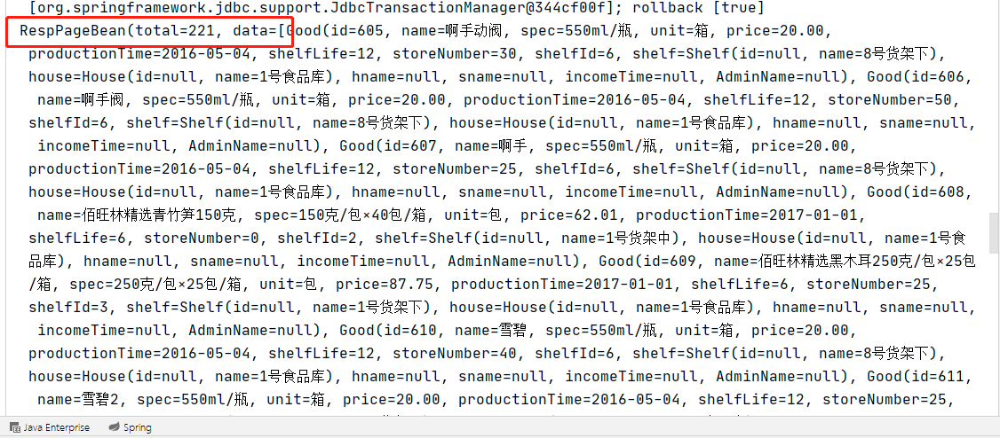 [org.springframework.jdbc.support.JdbcTransactionManager@344cf00f]; rollback [true]
RespPageBean(total=221, data=[Good(id=605, name=啊手动阀, spec=550ml/瓶, unit=箱, price=20.00,
productionTime=2016-05-04, shelfLife=12, storeNumber=30, shelfId=6, shelf=Shelf(id=null, name=8号货架下),
house=House(id=null, name=1号食品库), hname=null, sname=null, incomeTime=null, AdminName=null), Good(id=606,
name=啊手阀, spec=550ml/瓶, unit=箱, price=20.00, productionTime=2016-05-04, shelfLife=12, storeNumber=50,
shelfId=6, shelf=Shelf(id=null, name=8号货架下), house=House(id=null, name=1号食品库), hname=null, sname=null,
incomeTime=null, AdminName=null), Good(id=607, name=啊手, spec=550ml/瓶, unit=箱, price=20.00,
productionTime=2016-05-04, shelfLife=12, storeNumber=25, shelfId=6, shelf=Shelf(id=null, name=8号货架下),
house=House(id=null, name=1号食品库), hname=null, sname=null, incomeTime=null, AdminName=null), Good(id=608,
name=佰旺林精选青竹笋150克, spec=150克/包×40包/箱, unit=包, price=62.01, productionTime=2017-01-01,
shelfLife=6, storeNumber=0, shelfId=2, shelf=Shelf(id=null, name=1号货架中), house=House(id=null, name=1号食
品库), hname=null, sname=null, incomeTime=null, AdminName=null), Good(id=609, name=佰旺林精选黑木耳250克/包×25包
/箱, spec=250克/包×25包/箱, unit=包, price=87.75, productionTime=2017-01-01, shelfLife=6, storeNumber=25,
shelfId=3, shelf=Shelf(id=null, name=1号货架下), house=House(id=null, name=1号食品库), hname=null, sname=null,
incomeTime=null, AdminName=null), Good(id=610, name=雪碧, spec=550ml/瓶, unit=箱, price=20.00,
productionTime=2016-05-04, shelfLife=12, storeNumber=40, shelfId=6, shelf=Shelf(id=null, name=8号货架下),
house=House(id=null, name=1号食品库), hname=null, sname=null, incomeTime=null, AdminName=null), Good(id=611,
name=雪碧2, spec=550ml/瓶, unit=箱, price=20.00, productionTime=2016-05-04, shelfLife=12, storeNumber=25,
Java Enterprise
Spring